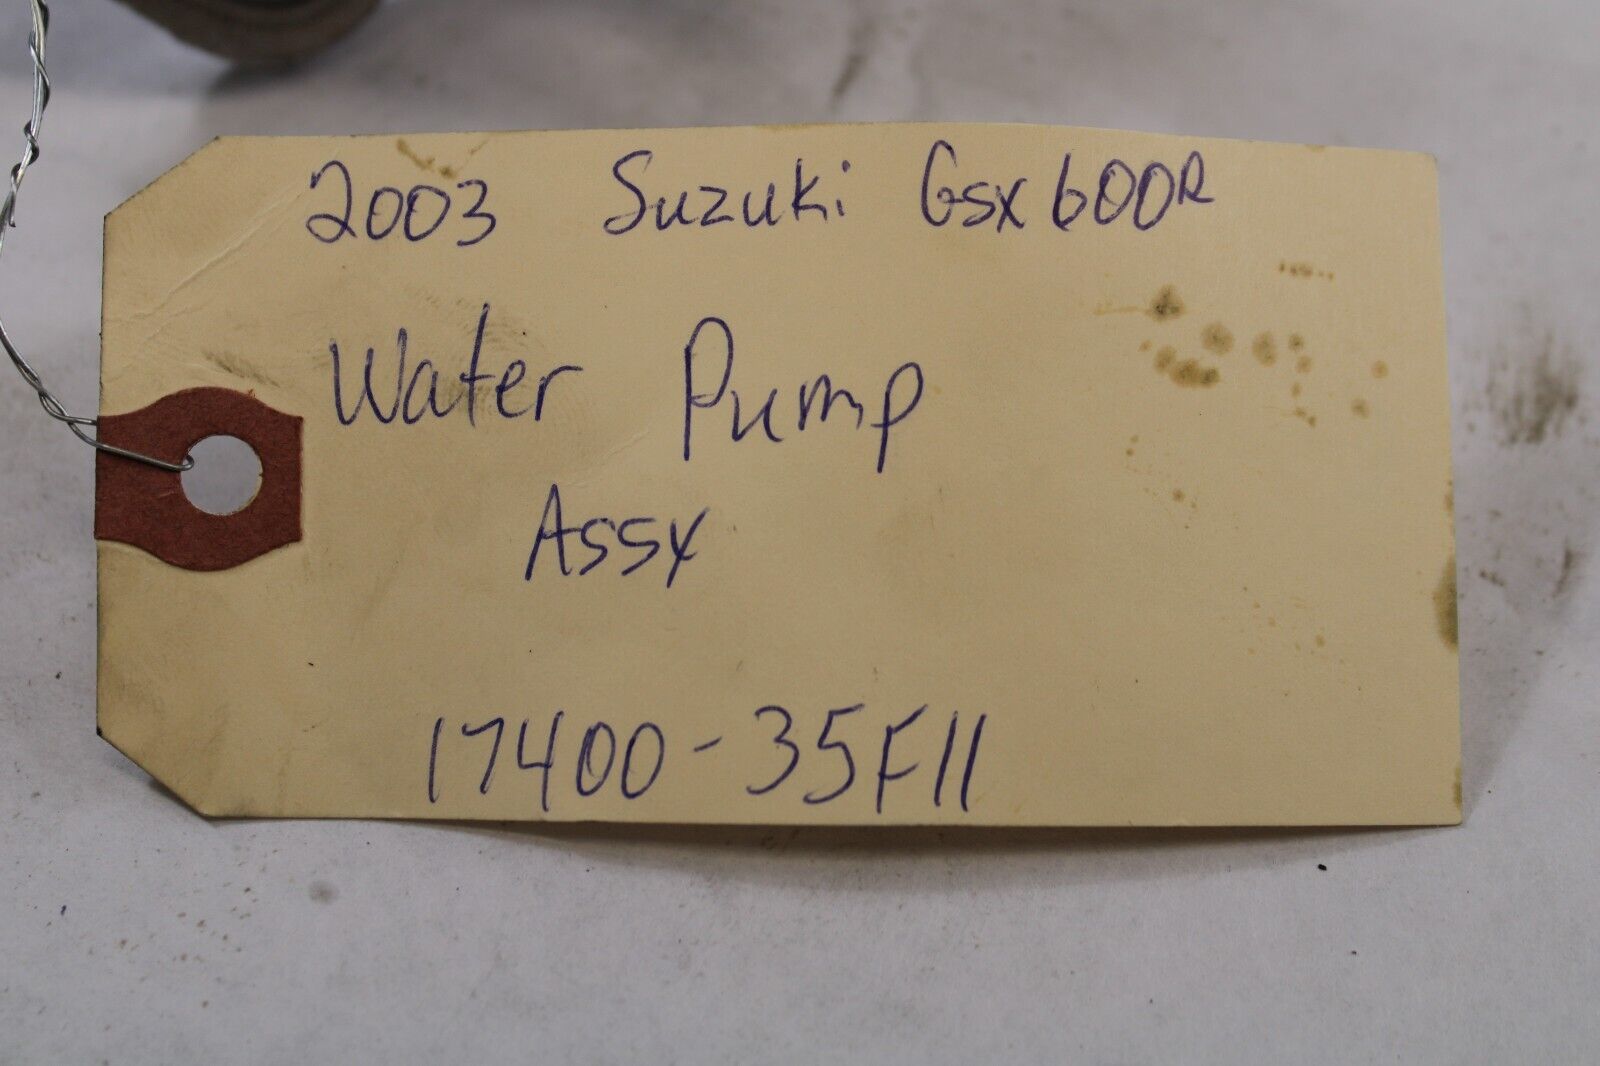 2003 Suzuki Gsx600R
Water Pump
Assy
17400-35F11